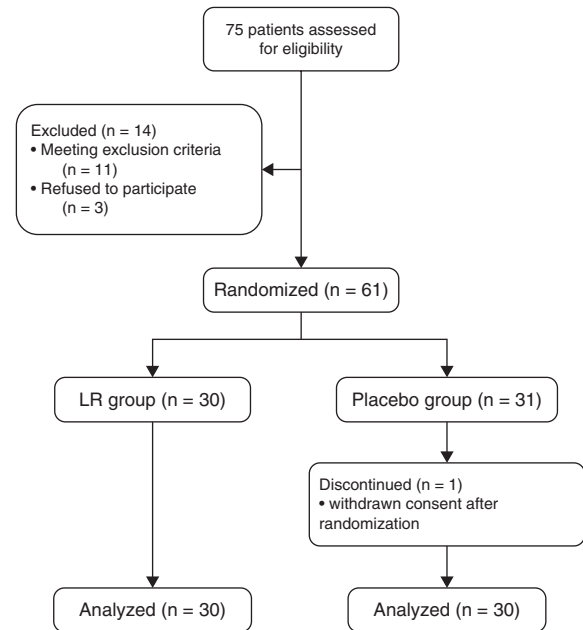 75 patients assessed
for eligibility
Excluded (n = 14)
• Meeting exclusion criteria
(n = 11)
• Refused to participate
(n = 3)
Randomized (n = 61)
LR group (n = 30)
Placebo group (n = 31)
Discontinued (n = 1)
• withdrawn consent after
randomization
Analyzed (n = 30)
Analyzed (n = 30)